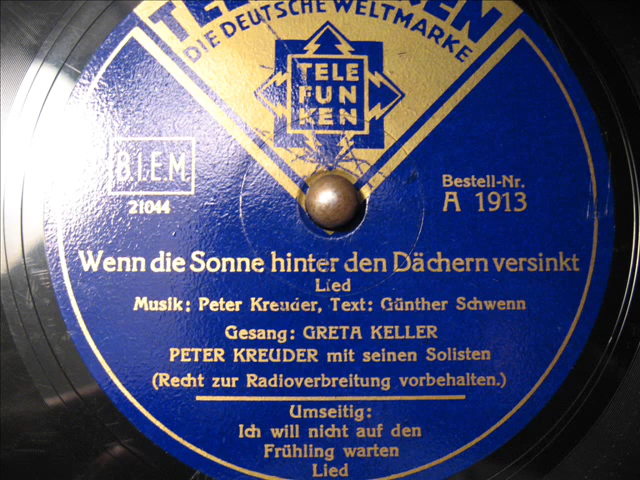 DIE DEUTSCHE WELTMARKE
TELE
FUN
KEN
B.I.E.M.
21044
Bestell-Nr.
A 1913
Wenn die Sonne hinter den Dächern versinkt
Lied
Musik: Peter Kreuder, Text: Günther Schwenn
Gesang: GRETA KELLER
PETER KREUDER mit seinen Solisten
(Recht zur Radioverbreitung vorbehalten.)
Umseitig:
Ich will nicht auf den
Frühling warten
Lied